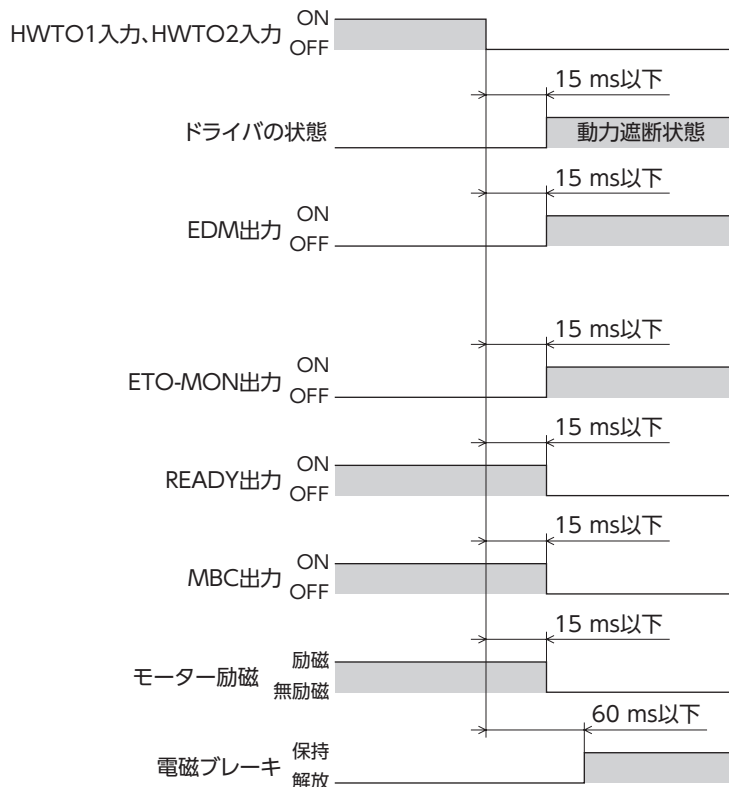 HWTO1入力、HWTO2入力 ON
OFF
15 ms以下
ドライバの状態 動力遮断状態
15 ms以下
EDM出力 ON
OFF
15 ms以下
ETO-MON出力 ON
OFF
15 ms以下
READY出力 ON
OFF
15 ms以下
MBC出力 ON
OFF
15 ms以下
モーター励磁 励磁
無励磁
60 ms以下
電磁ブレーキ 保持
解放